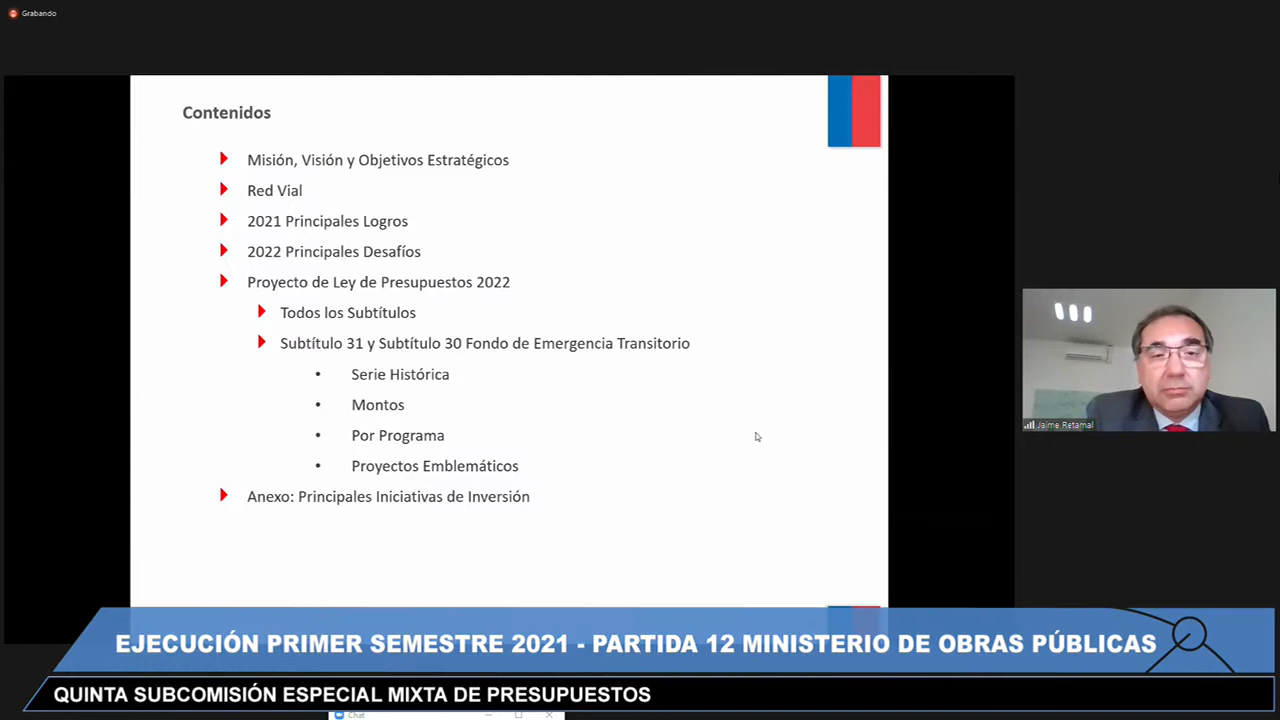 Grabando
Contenidos
Misión, Visión y Objetivos Estratégicos
Red Vial
2021 Principales Logros
2022 Principales Desafíos
Proyecto de Ley de Presupuestos 2022
Todos los Subtítulos
Subtítulo 31 y Subtítulo 30 Fondo de Emergencia Transitorio
• Serie Histórica
• Montos
• Por Programa
• Proyectos Emblemáticos
Anexo: Principales Iniciativas de Inversión
Jaime Retamal
EJECUCIÓN PRIMER SEMESTRE 2021 - PARTIDA 12 MINISTERIO DE OBRAS PÚBLICAS
QUINTA SUBCOMISIÓN ESPECIAL MIXTA DE PRESUPUESTOS
Chat